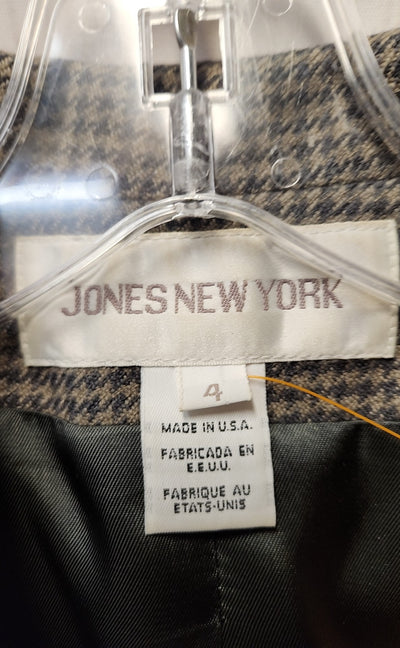 JONES NEW YORK
4
MADE IN U.S.A.
FABRICADA EN
E.E.U.U.
FABRIQUE AU
ETATS-UNIS